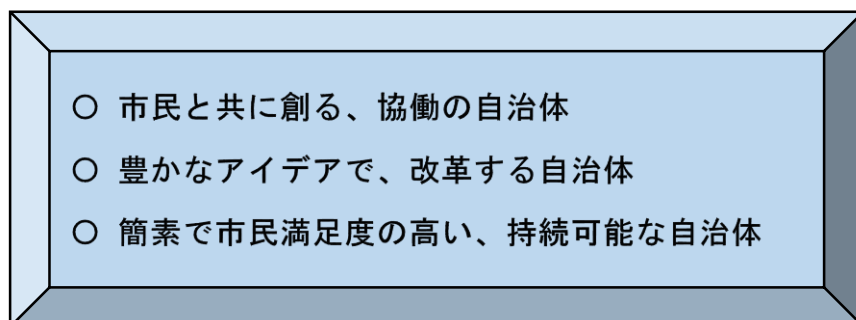 ○ 市民と共に創る、協働の自治体
○ 豊かなアイデアで、改革する自治体
○ 簡素で市民満足度の高い、持続可能な自治体